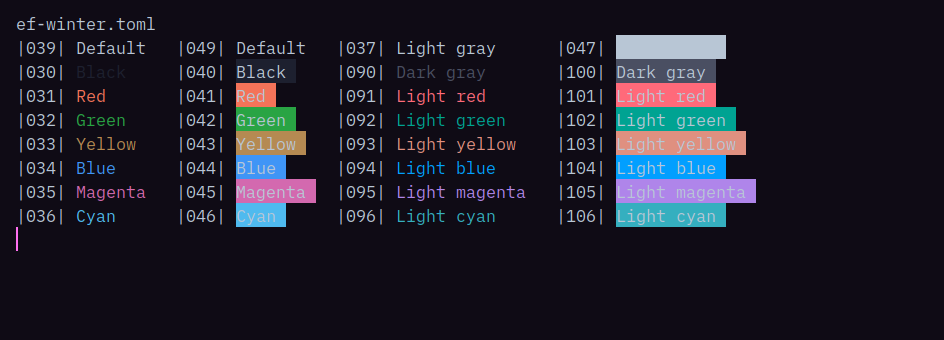 ef-winter.toml
|039| Default |049| Default |037| Light gray |047|
|030| Black |040| Black |090| Dark gray |100| Dark gray
|031| Red |041| Red |091| Light red |101| Light red
|032| Green |042| Green |092| Light green |102| Light green
|033| Yellow |043| Yellow |093| Light yellow |103| Light yellow
|034| Blue |044| Blue |094| Light blue |104| Light blue
|035| Magenta |045| Magenta |095| Light magenta |105| Light magenta
|036| Cyan |046| Cyan |096| Light cyan |106| Light cyan